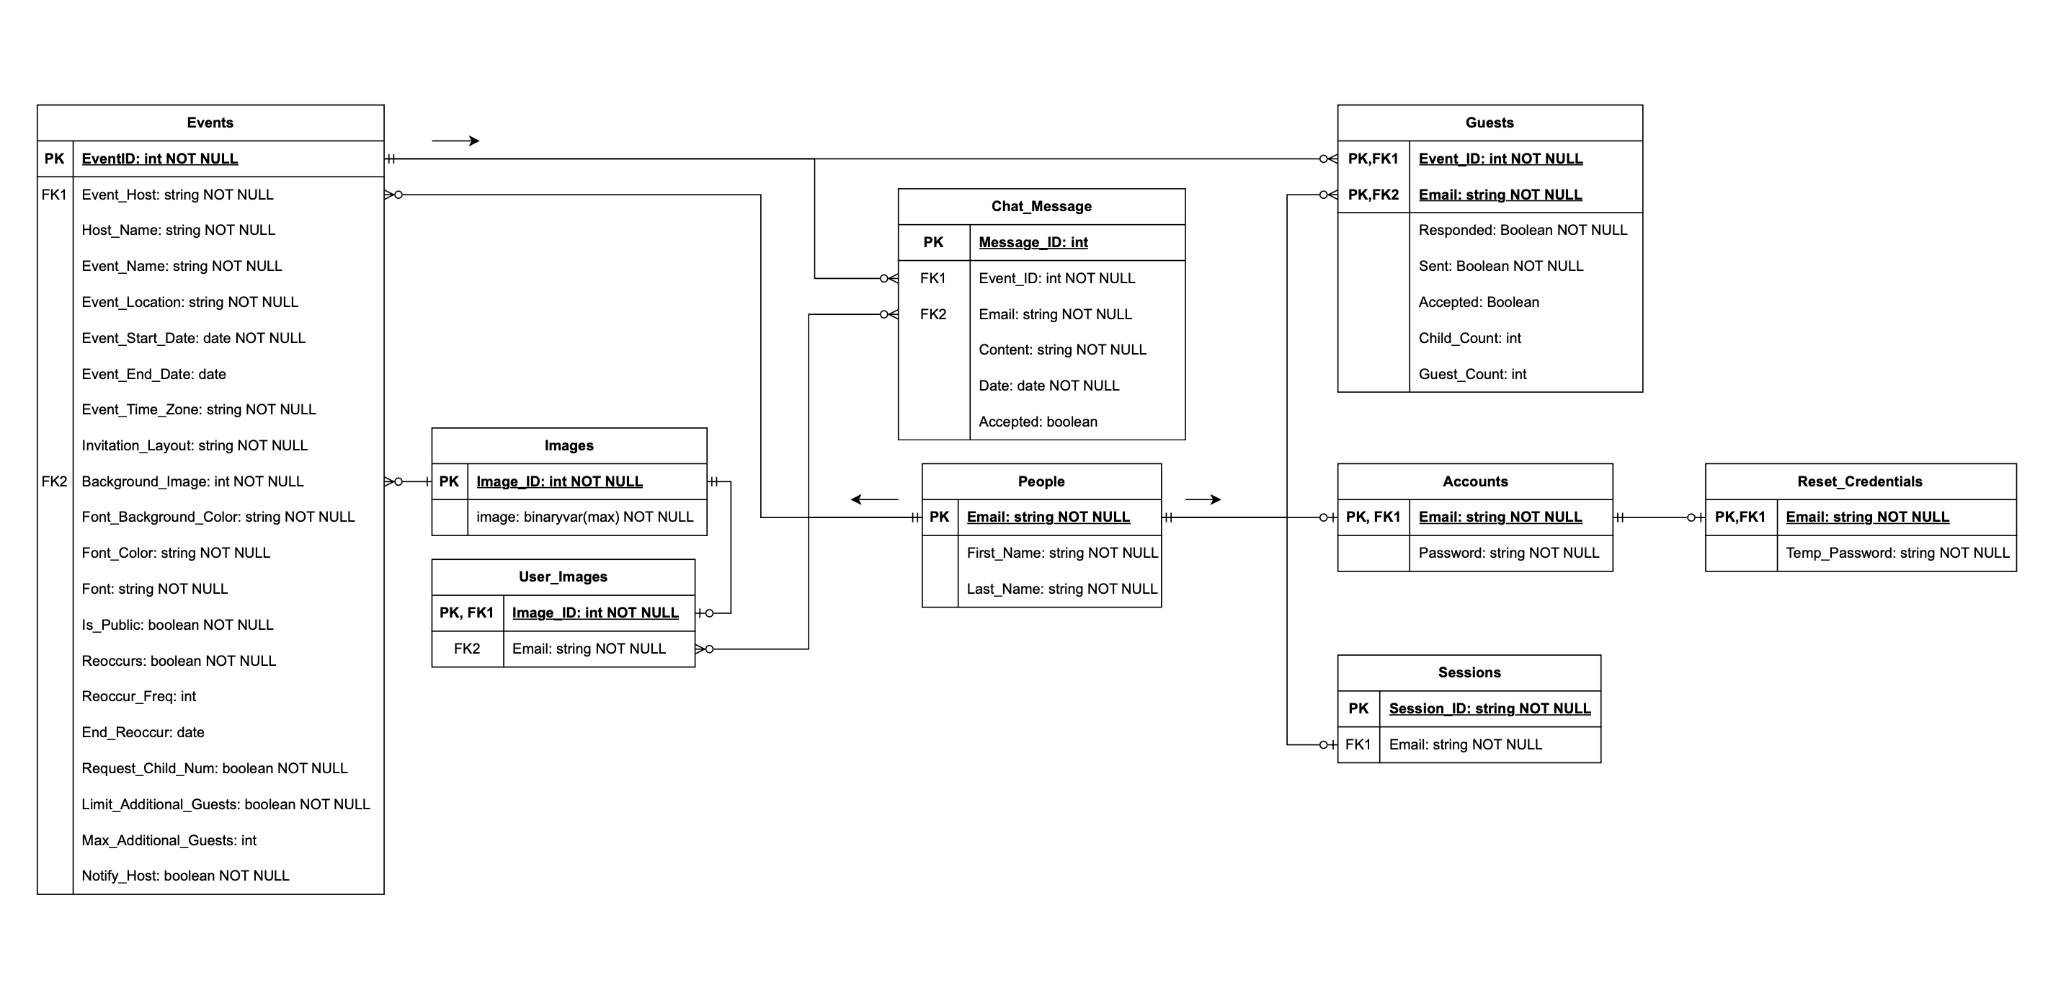 Events
PK EventID: int NOT NULL
FK1 Event_Host: string NOT NULL
Host_Name: string NOT NULL
Event_Name: string NOT NULL
Event_Location: string NOT NULL
Event_Start_Date: date NOT NULL
Event_End_Date: date
Event_Time_Zone: string NOT NULL
Invitation_Layout: string NOT NULL
FK2 Background_Image: int NOT NULL
Font_Background_Color: string NOT NULL
Font_Color: string NOT NULL
Font: string NOT NULL
Is_Public: boolean NOT NULL
Reoccurs: boolean NOT NULL
Reoccur_Freq: int
End_Reoccur: date
Request_Child_Num: boolean NOT NULL
Limit_Additional_Guests: boolean NOT NULL
Max_Additional_Guests: int
Notify_Host: boolean NOT NULL
Images
PK Image_ID: int NOT NULL
image: binaryvar(max) NOT NULL
User_Images
PK, FK1 Image_ID: int NOT NULL
FK2 Email: string NOT NULL
Chat_Message
PK Message_ID: int
FK1 Event_ID: int NOT NULL
FK2 Email: string NOT NULL
Content: string NOT NULL
Date: date NOT NULL
Accepted: boolean
People
PK Email: string NOT NULL
First_Name: string NOT NULL
Last_Name: string NOT NULL
Guests
PK,FK1 Event_ID: int NOT NULL
PK,FK2 Email: string NOT NULL
Responded: Boolean NOT NULL
Sent: Boolean NOT NULL
Accepted: Boolean
Child_Count: int
Guest_Count: int
Accounts
PK, FK1 Email: string NOT NULL
Password: string NOT NULL
Reset_Credentials
PK,FK1 Email: string NOT NULL
Temp_Password: string NOT NULL
Sessions
PK Session_ID: string NOT NULL
FK1 Email: string NOT NULL